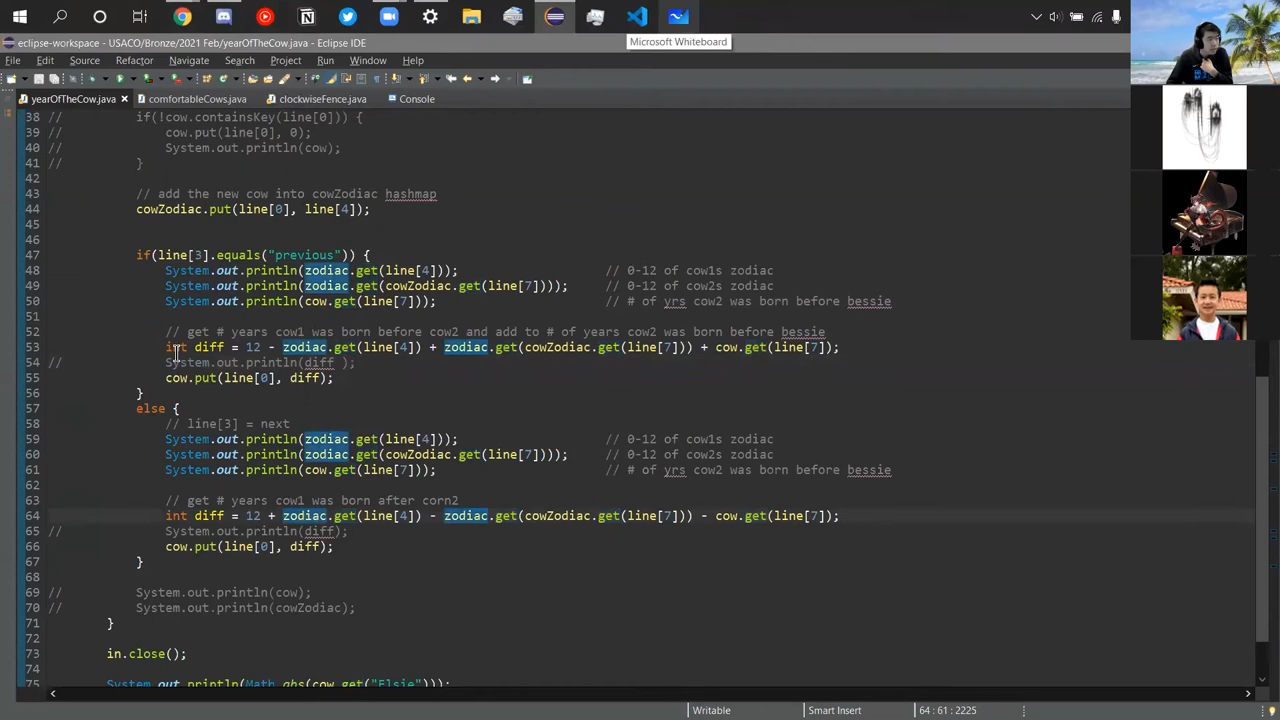 Microsoft Whiteboard
eclipse-workspace - USACO/Bronze/2021 Feb/yearOfTheCow.java - Eclipse IDE
File Edit Source Refactor Navigate Search Project Run Window Help
yearOfTheCow.java comfortableCows.java clockwiseFence.java Console
38 // if(!cow.containsKey(line[0])) {
39 // cow.put(line[0], 0);
40 // System.out.println(cow);
41 // }
42
43 // add the new cow into cowZodiac hashmap
44 cowZodiac.put(line[0], line[4]);
45
46
47 if(line[3].equals("previous")) {
48 System.out.println(zodiac.get(line[4])); // 0-12 of cow1s zodiac
49 System.out.println(zodiac.get(cowZodiac.get(line[7]))); // 0-12 of cow2s zodiac
50 System.out.println(cow.get(line[7])); // # of yrs cow2 was born before bessie
51
52 // get # years cow1 was born before cow2 and add to # of years cow2 was born before bessie
53 int diff = 12 - zodiac.get(line[4]) + zodiac.get(cowZodiac.get(line[7])) + cow.get(line[7]);
54 // System.out.println(diff );
55 cow.put(line[0], diff);
56 }
57 else {
58 // line[3] = next
59 System.out.println(zodiac.get(line[4])); // 0-12 of cow1s zodiac
60 System.out.println(zodiac.get(cowZodiac.get(line[7]))); // 0-12 of cow2s zodiac
61 System.out.println(cow.get(line[7])); // # of yrs cow2 was born before bessie
62
63 // get # years cow1 was born after corn2
64 int diff = 12 + zodiac.get(line[4]) - zodiac.get(cowZodiac.get(line[7])) - cow.get(line[7]);
65 // System.out.println(diff);
66 cow.put(line[0], diff);
67 }
68
69 // System.out.println(cow);
70 // System.out.println(cowZodiac);
71 }
72
73 in.close();
74
75 System.out.println(Math.abs(cow.get("Elsie")));
Writable Smart Insert 64 : 61 : 2225